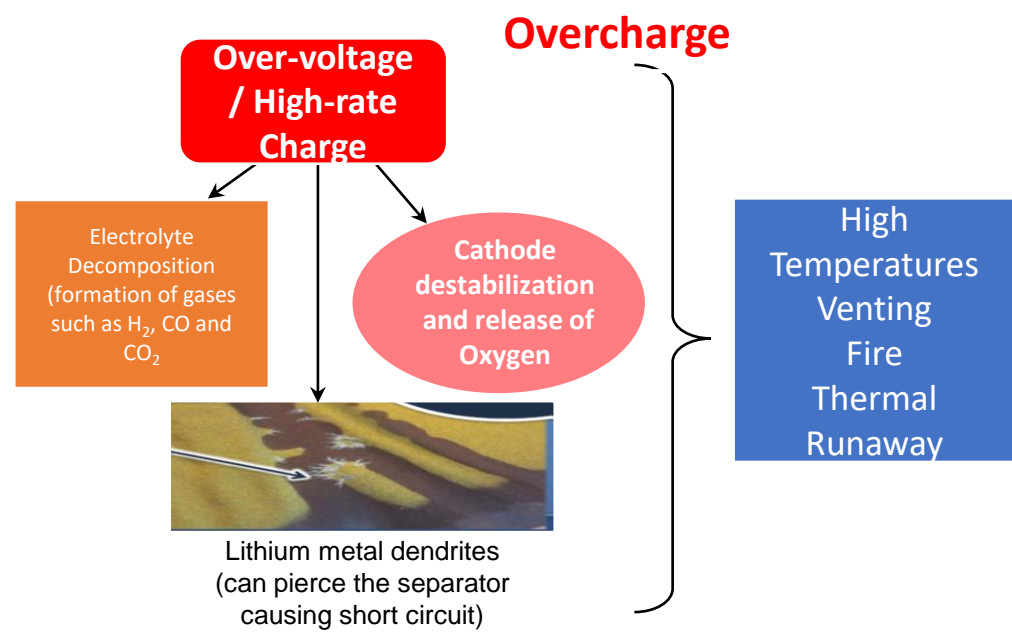 Overcharge
Over-voltage
/ High-rate
Charge
Electrolyte
Decomposition
(formation of gases
such as H₂, CO and
CO₂
Cathode
destabilization
and release of
Oxygen
Lithium metal dendrites
(can pierce the separator
causing short circuit)
High
Temperatures
Venting
Fire
Thermal
Runaway